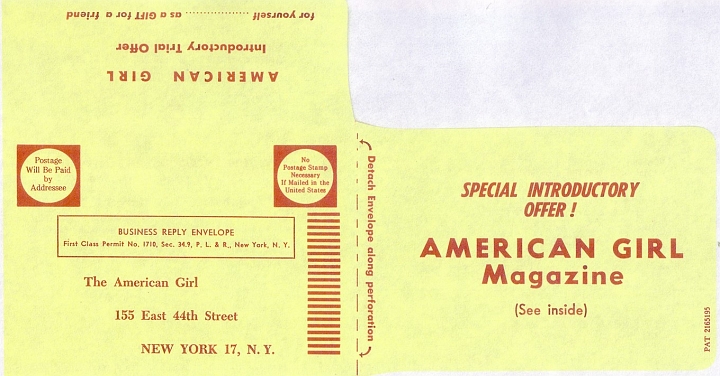 for yourself ................... as a GIFT for a friend
Introductory Trial Offer
AMERICAN GIRL
Postage
Will Be Paid
by
Addressee
No
Postage Stamp
Necessary
If Mailed in the
United States
BUSINESS REPLY ENVELOPE
First Class Permit No. 1710, Sec. 34.9, P. L. & R., New York, N. Y.
The American Girl
155 East 44th Street
NEW YORK 17, N. Y.
Detach Envelope along perforation
SPECIAL INTRODUCTORY
OFFER!
AMERICAN GIRL
Magazine
(See inside)
PAT 2165195